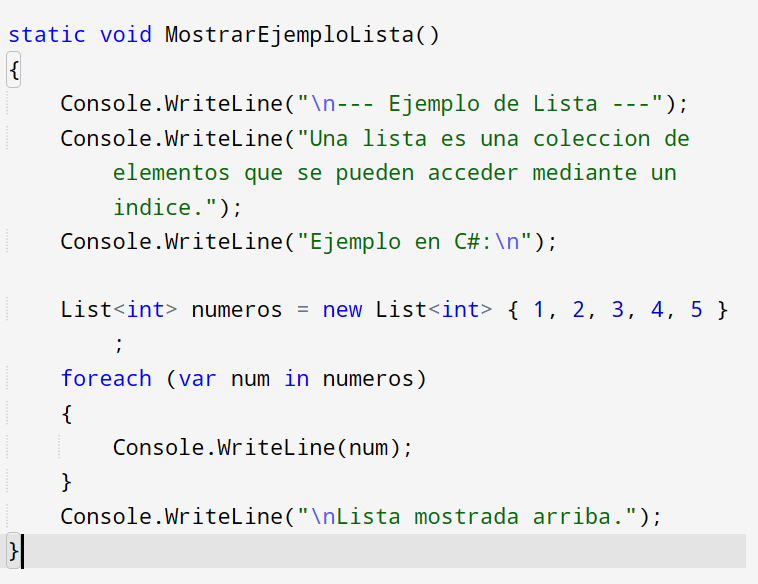 static void MostrarEjemploLista()
{
    Console.WriteLine("\n--- Ejemplo de Lista ---");
    Console.WriteLine("Una lista es una coleccion de
        elementos que se pueden acceder mediante un
        indice.");
    Console.WriteLine("Ejemplo en C#:\n");

    List<int> numeros = new List<int> { 1, 2, 3, 4, 5 }
        ;
    foreach (var num in numeros)
    {
        Console.WriteLine(num);
    }
    Console.WriteLine("\nLista mostrada arriba.");
}